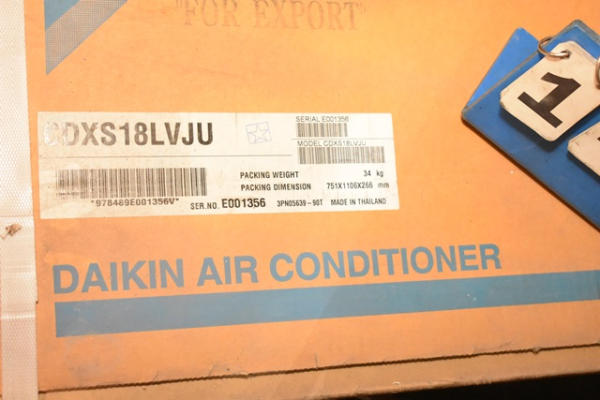 "FOR EXPORT"
CDXS18LVJU
SERIAL E001356
MODEL CDXS18LVJU
PACKING WEIGHT 34 kg
PACKING DIMENSION 751X1106X266 mm
*978469E001356V*
SER.NO. E001356 3PN05639-90T MADE IN THAILAND
DAIKIN AIR CONDITIONER
1